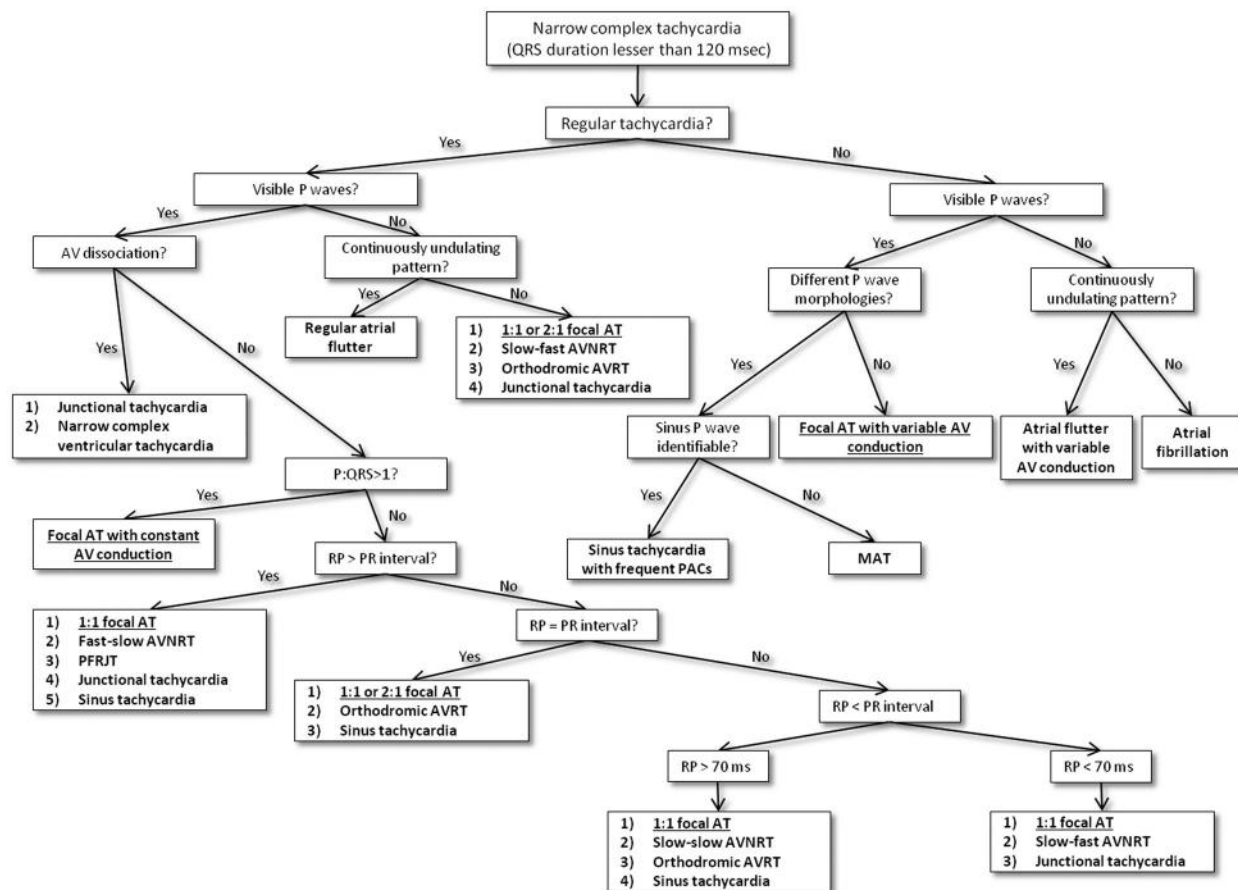 Narrow complex tachycardia
(QRS duration lesser than 120 msec)
Regular tachycardia?
Yes
No
Visible P waves?
Visible P waves?
Yes
No
Yes
No
AV dissociation?
Continuously undulating
pattern?
Different P wave
morphologies?
Continuously
undulating pattern?
Yes
No
Regular atrial
flutter
1) 1:1 or 2:1 focal AT
2) Slow-fast AVNRT
3) Orthodromic AVRT
4) Junctional tachycardia
Yes
No
Yes
No
Yes
No
1) Junctional tachycardia
2) Narrow complex
ventricular tachycardia
Sinus P wave
identifiable?
Focal AT with variable AV
conduction
Atrial flutter
with variable
AV conduction
Atrial
fibrillation
P:QRS>1?
Yes
No
Yes
No
Focal AT with constant
AV conduction
RP > PR interval?
Sinus tachycardia
with frequent PACs
MAT
Yes
No
1) 1:1 focal AT
2) Fast-slow AVNRT
3) PFRJT
4) Junctional tachycardia
5) Sinus tachycardia
RP = PR interval?
Yes
No
1) 1:1 or 2:1 focal AT
2) Orthodromic AVRT
3) Sinus tachycardia
RP < PR interval
RP > 70 ms
RP < 70 ms
1) 1:1 focal AT
2) Slow-slow AVNRT
3) Orthodromic AVRT
4) Sinus tachycardia
1) 1:1 focal AT
2) Slow-fast AVNRT
3) Junctional tachycardia